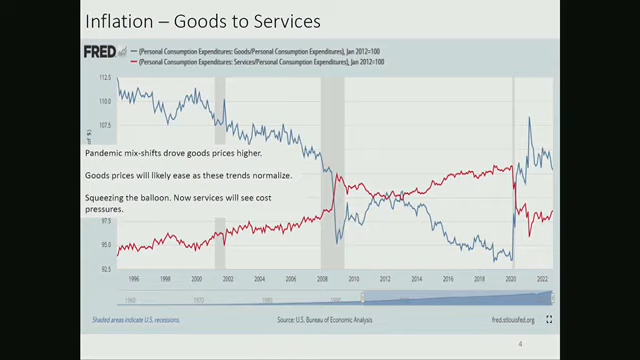 Inflation – Goods to Services
FRED
(Personal Consumption Expenditures: Goods/Personal Consumption Expenditures), Jan 2012=100
(Personal Consumption Expenditures: Services/Personal Consumption Expenditures), Jan 2012=100
112.5
110.0
107.5
of $)
Pandemic mix-shifts drove goods prices higher.
Goods prices will likely ease as these trends normalize.
Squeezing the balloon. Now services will see cost
pressures.
97.5
95.0
92.5
1996 1998 2000 2002 2004 2006 2008 2010 2012 2014 2016 2018 2020 2022
1960 1970 1980 1990
Shaded areas indicate U.S. recessions. Source: U.S. Bureau of Economic Analysis fred.stlouisfed.org
4